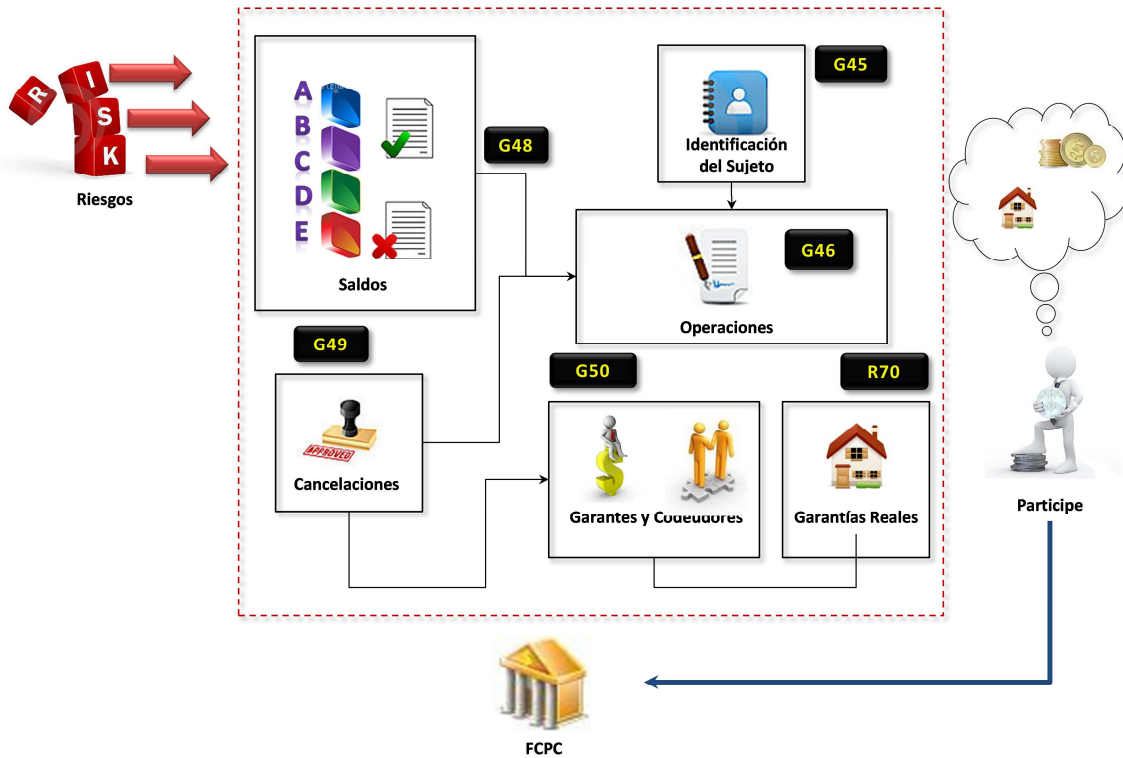 R
I
S
K
Riesgos
A
B
C
D
E
Saldos
G48
G45
Identificación
del Sujeto
G46
Operaciones
G49
APPROVED
Cancelaciones
G50
Garantes y Codeudores
R70
Garantías Reales
Participe
FCPC